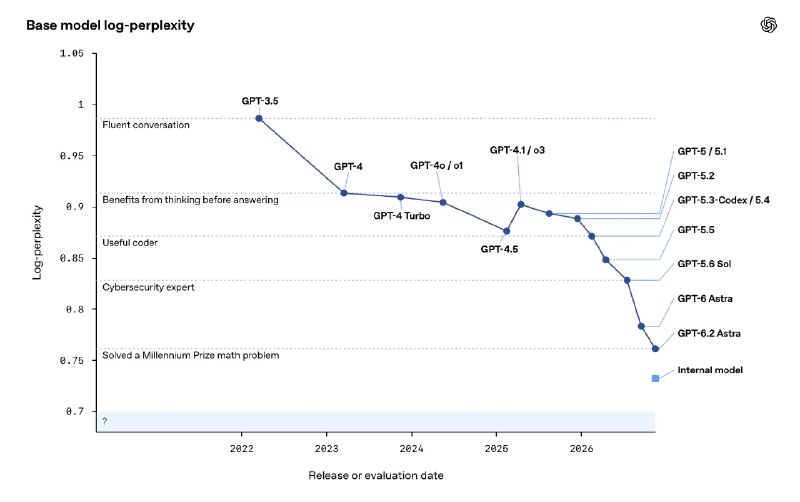 Base model log-perplexity
1.05
1
0.95
0.9
0.85
0.8
0.75
0.7
Log-perplexity
GPT-3.5
Fluent conversation
GPT-4
GPT-4o / o1
GPT-4.1 / o3
GPT-5 / 5.1
GPT-5.2
Benefits from thinking before answering
GPT-5.3-Codex / 5.4
GPT-4 Turbo
GPT-5.5
Useful coder
GPT-4.5
GPT-5.6 Sol
Cybersecurity expert
GPT-6 Astra
GPT-6.2 Astra
Solved a Millennium Prize math problem
Internal model
?
2022
2023
2024
2025
2026
Release or evaluation date